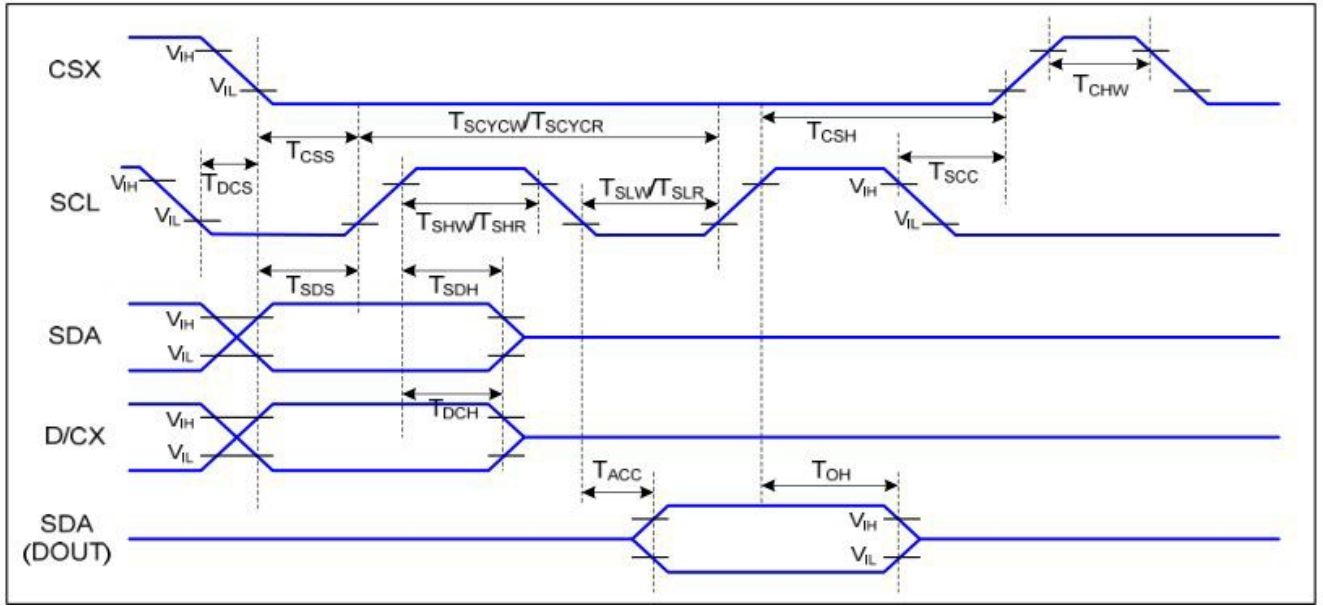 CSX
VIH
VIL
TCHW
TSCYCW/TSCYCR
TCSS
TCSH
TDCS
TSCC
SCL
VIH
VIL
TSLW/TSLR
TSHW/TSHR
VIH
VIL
TSDS
TSDH
SDA
VIH
VIL
TDCH
D/CX
VIH
VIL
TACC
TOH
SDA
(DOUT)
VIH
VIL